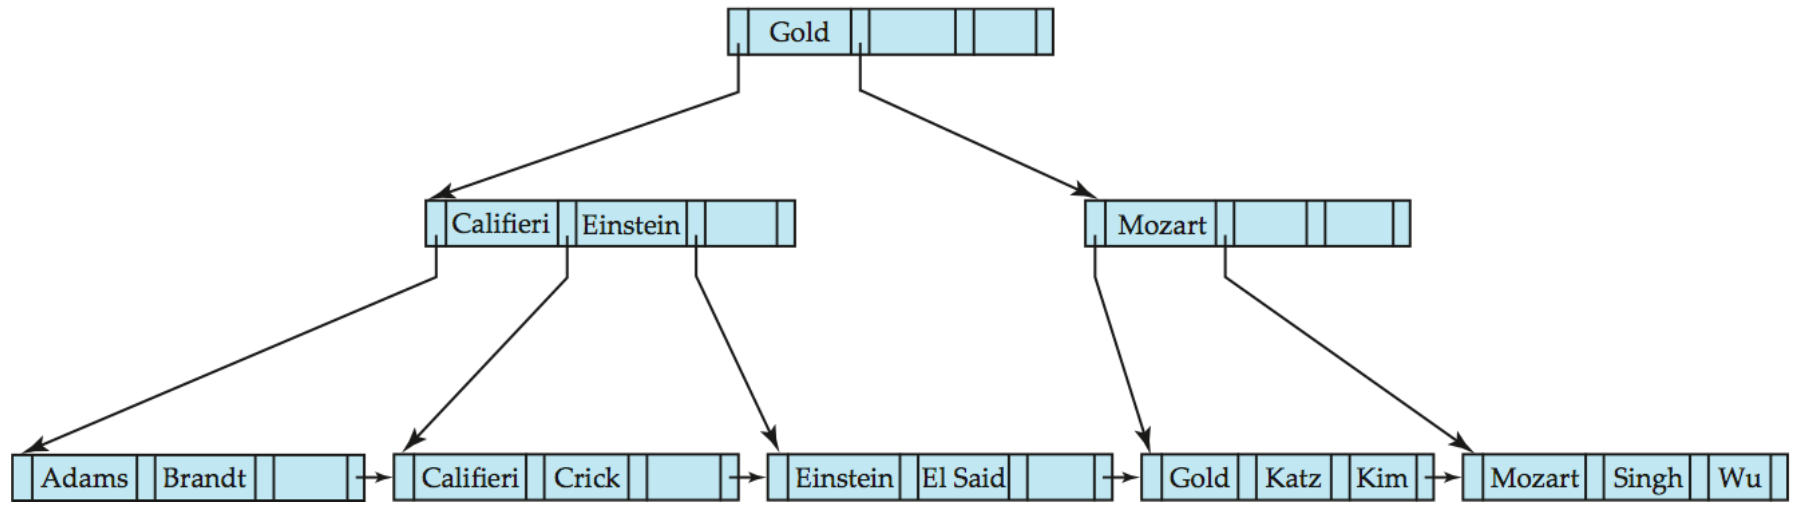 Gold
Califieri Einstein
Mozart
Adams Brandt
Califieri Crick
Einstein El Said
Gold Katz Kim
Mozart Singh Wu